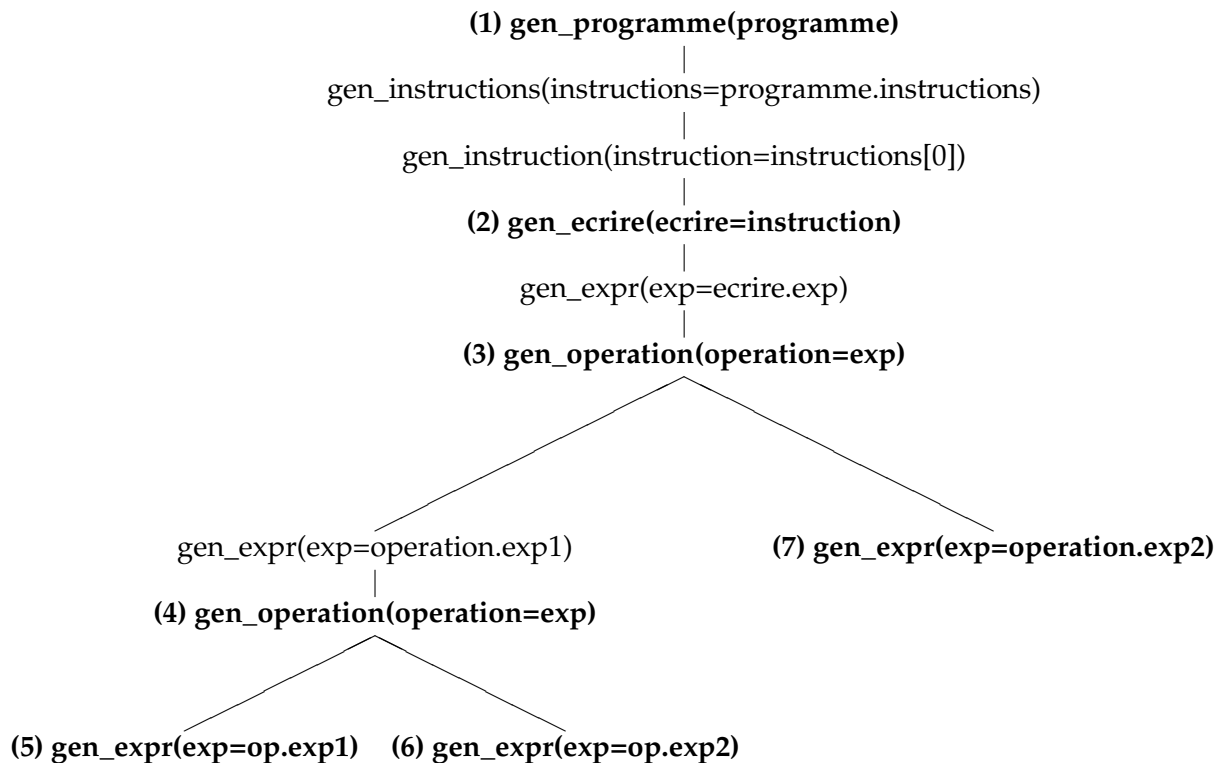 (1) gen_programme(programme)
gen_instructions(instructions=programme.instructions)
gen_instruction(instruction=instructions[0])
(2) gen_ecrire(ecrire=instruction)
gen_expr(exp=ecrire.exp)
(3) gen_operation(operation=exp)
gen_expr(exp=operation.exp1) (7) gen_expr(exp=operation.exp2)
(4) gen_operation(operation=exp)
(5) gen_expr(exp=op.exp1) (6) gen_expr(exp=op.exp2)